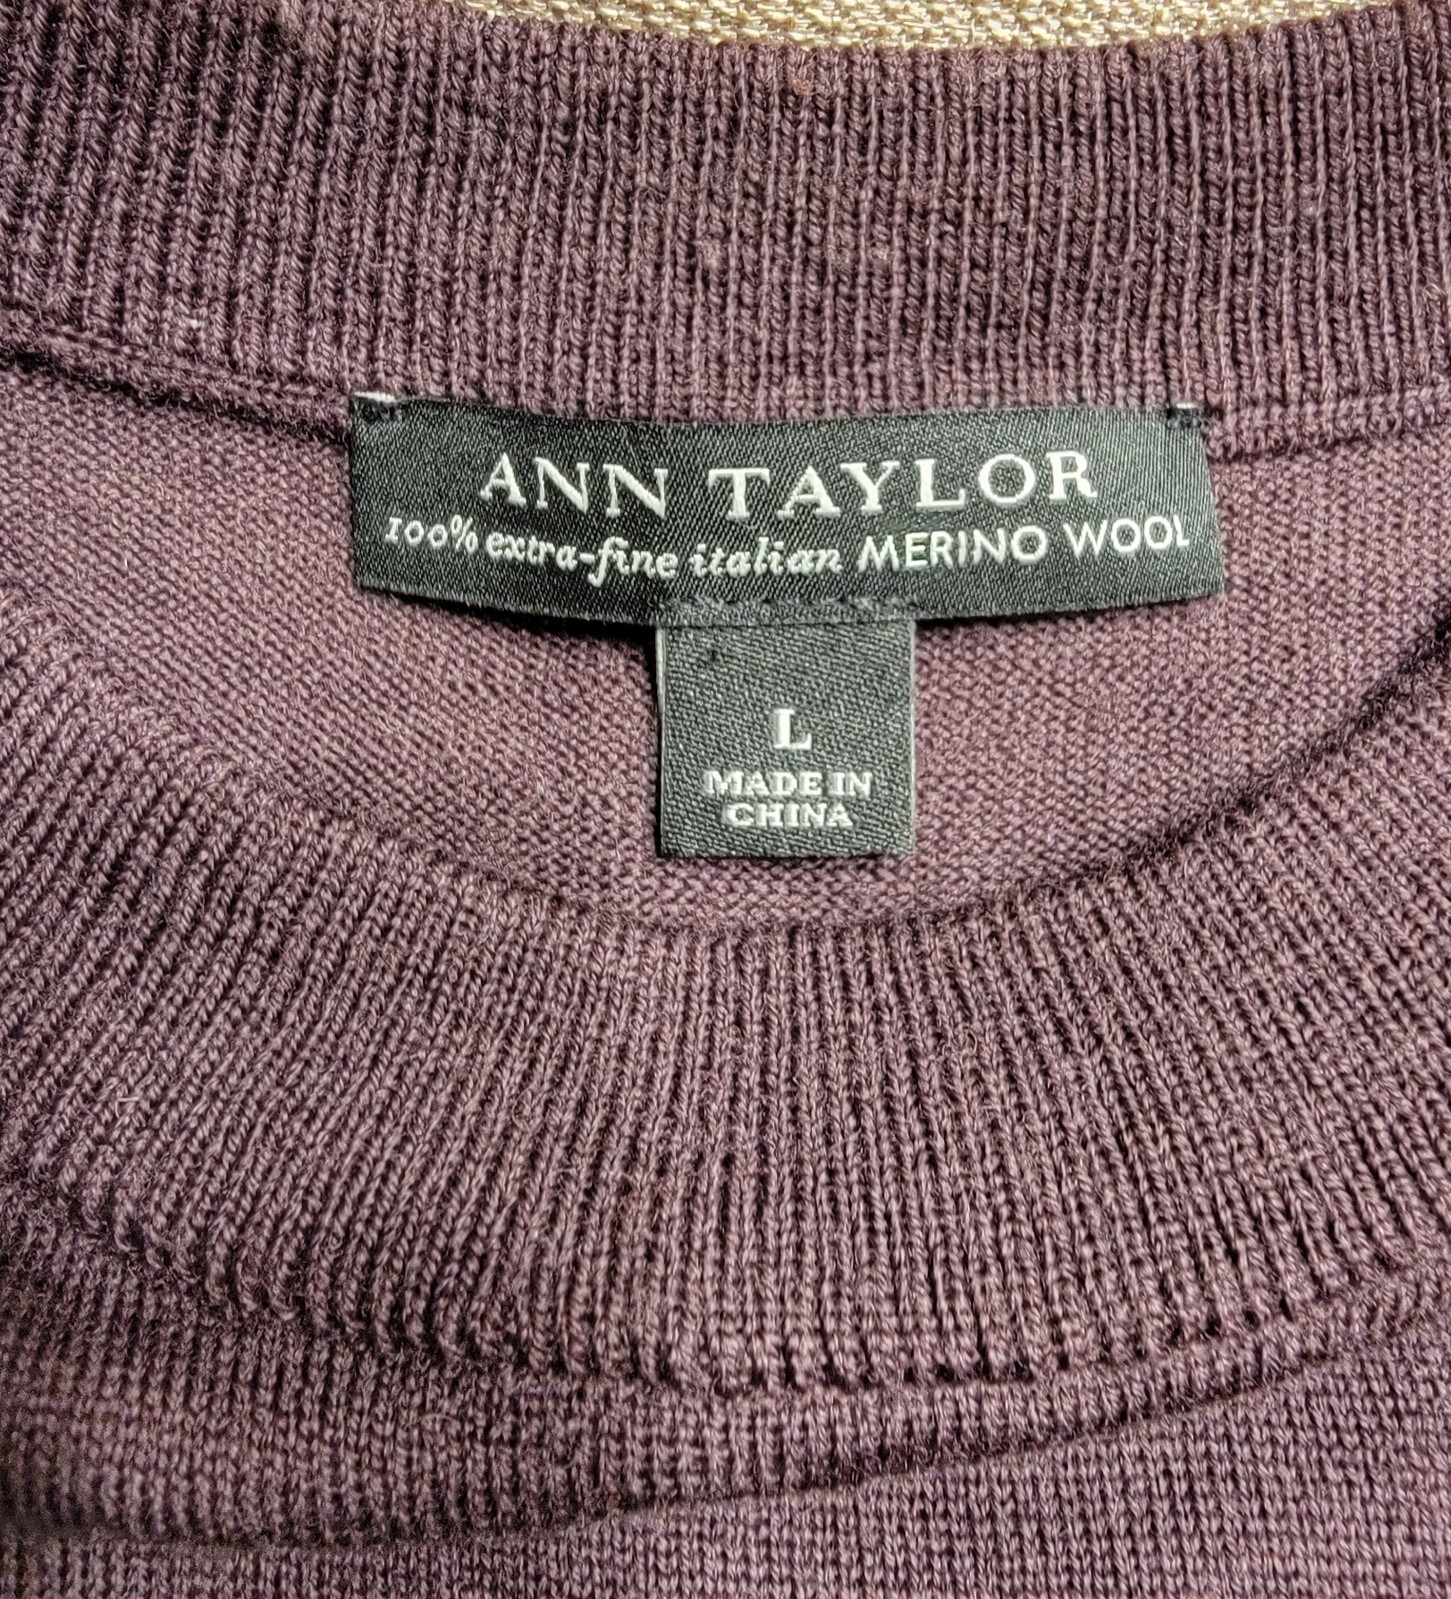 ANN TAYLOR
100% extra-fine italian MERINO WOOL
L
MADE IN
CHINA